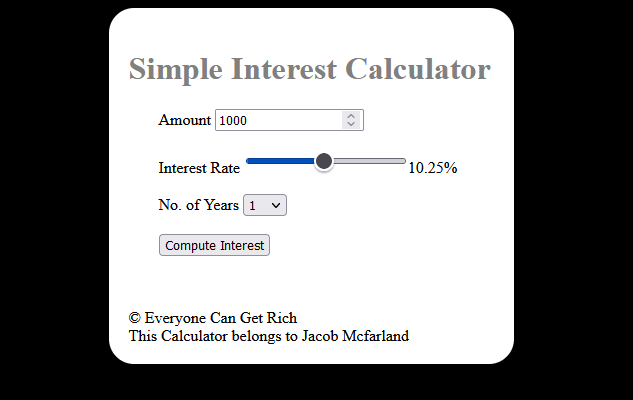 Simple Interest Calculator
Amount 1000
Interest Rate 10.25%
No. of Years 1
Compute Interest
© Everyone Can Get Rich
This Calculator belongs to Jacob Mcfarland